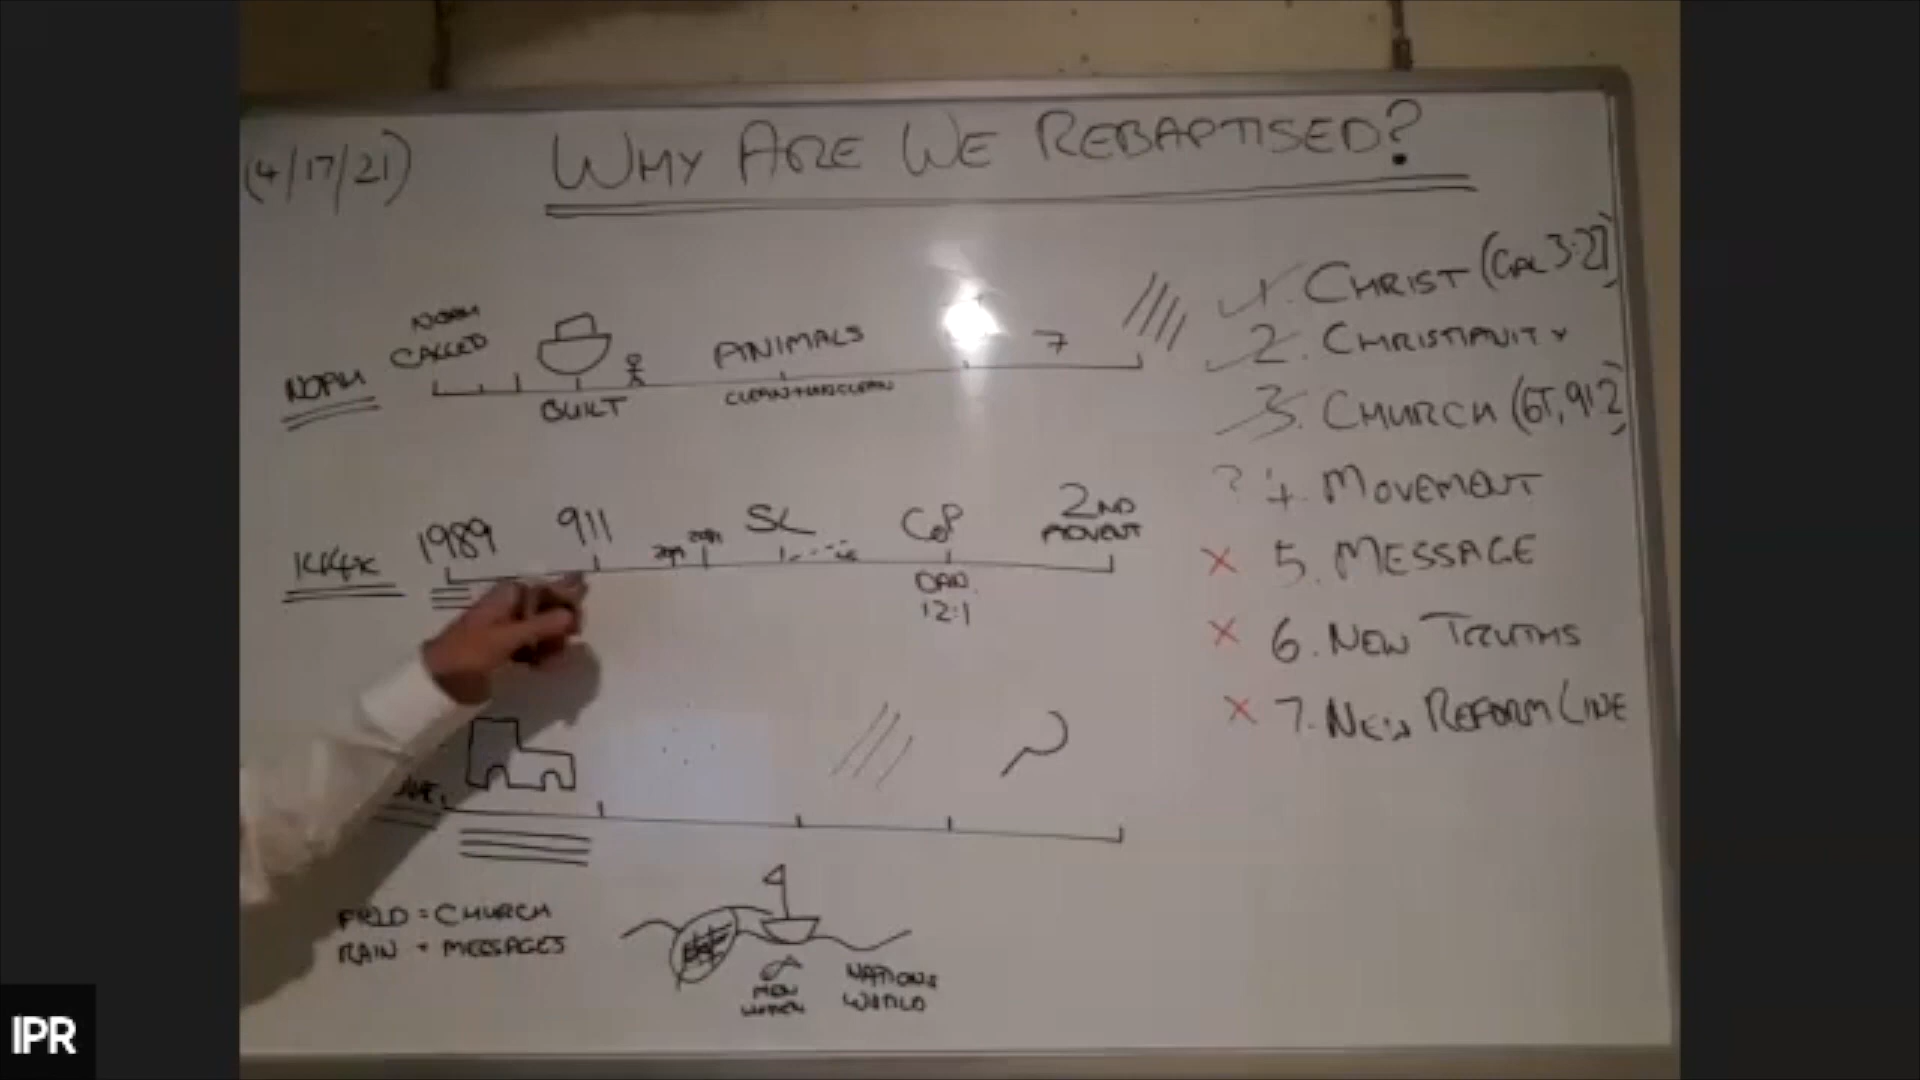 (4/17/21)
WHY ARE WE REBAPTISED?
NOAH
NOAH
CALLED
BUILT
ANIMALS
CLEAN + UNCLEAN
7
144K
1989
911
2014
SL
CoP
DAN
12:1
2ND
MOVEMENT
FIELD = CHURCH
RAIN = MESSAGES
MEN
WOMEN
NATIONS
WORLD
1. CHRIST (GAL 3:27)
2. CHRISTIANITY
3. CHURCH (6T, 91.2)
? 4. MOVEMENT
X 5. MESSAGE
X 6. NEW TRUTHS
X 7. NEW REFORM LINE
IPR